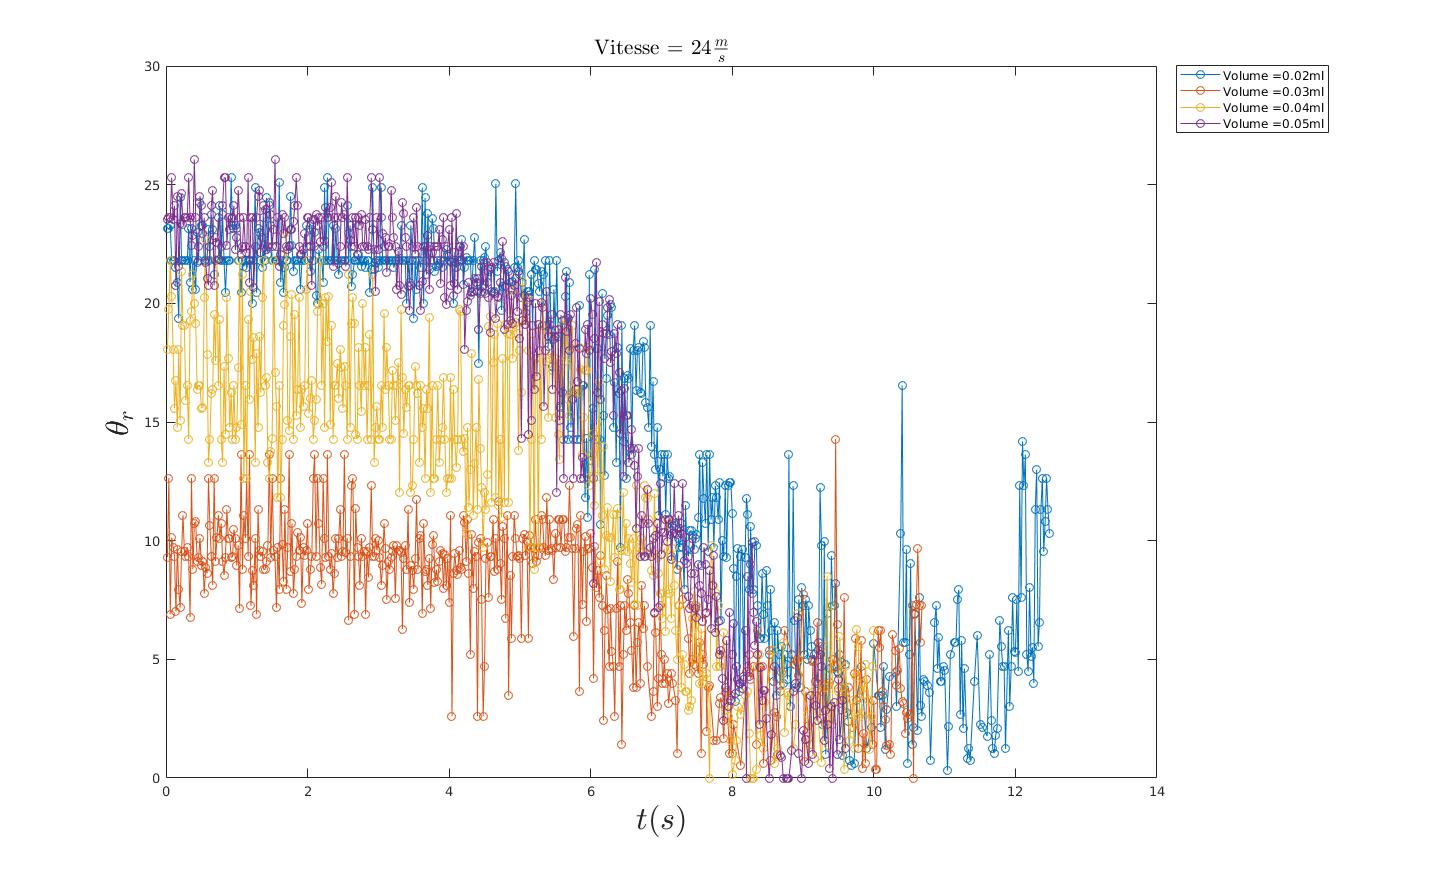 Vitesse = 24 m/s
30
25
20
15
10
5
0
θr
0 2 4 6 8 10 12 14
t(s)
Volume =0.02ml
Volume =0.03ml
Volume =0.04ml
Volume =0.05ml